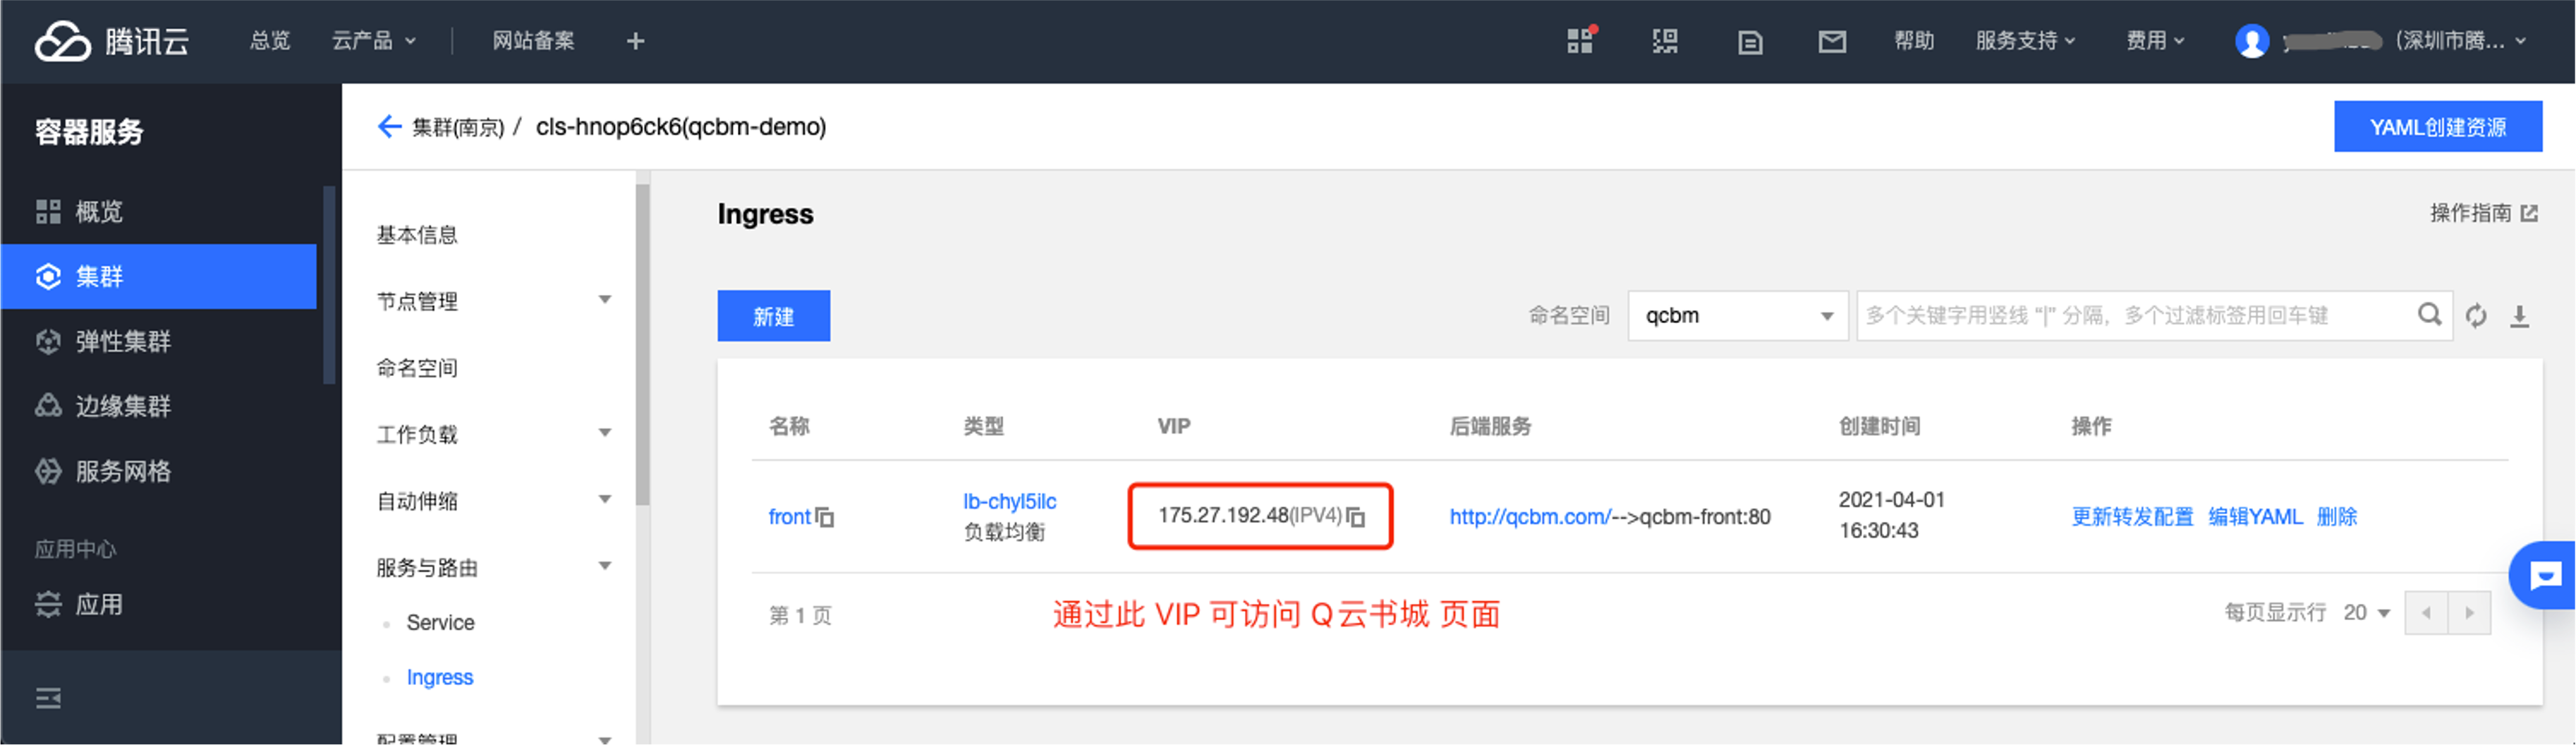 腾讯云 总览 云产品 网站备案 + 帮助 服务支持 费用 (深圳市腾...
容器服务
概览
集群
弹性集群
边缘集群
服务网格
应用中心
应用
集群(南京) / cls-hnop6ck6(qcbm-demo)
YAML创建资源
基本信息
节点管理
命名空间
工作负载
自动伸缩
服务与路由
Service
Ingress
配置管理
Ingress
操作指南
新建
命名空间 qcbm 多个关键字用竖线 “|” 分隔，多个过滤标签用回车键
名称 类型 VIP 后端服务 创建时间 操作
front lb-chyl5ilc 175.27.192.48(IPV4) http://qcbm.com/-->qcbm-front:80 2021-04-01 更新转发配置 编辑YAML 删除
负载均衡 16:30:43
第 1 页
通过此 VIP 可访问 Q云书城 页面
每页显示行 20